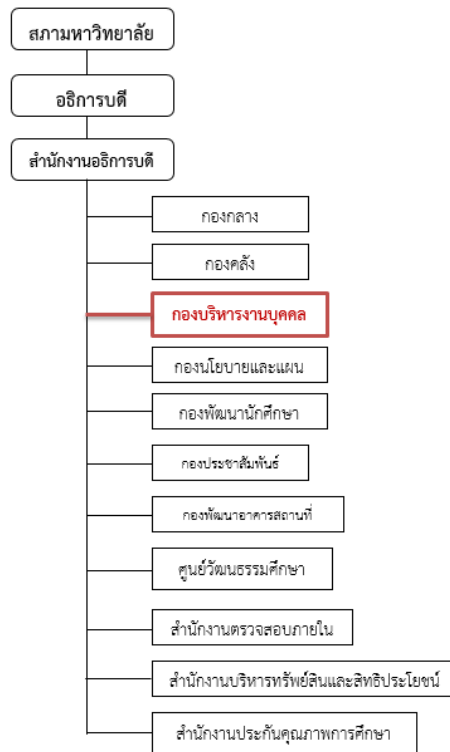 สภามหาวิทยาลัย
อธิการบดี
สำนักงานอธิการบดี
กองกลาง
กองคลัง
กองบริหารงานบุคคล
กองนโยบายและแผน
กองพัฒนานักศึกษา
กองประชาสัมพันธ์
กองพัฒนาอาคารสถานที่
ศูนย์วัฒนธรรมศึกษา
สำนักงานตรวจสอบภายใน
สำนักงานบริหารทรัพย์สินและสิทธิประโยชน์
สำนักงานประกันคุณภาพการศึกษา